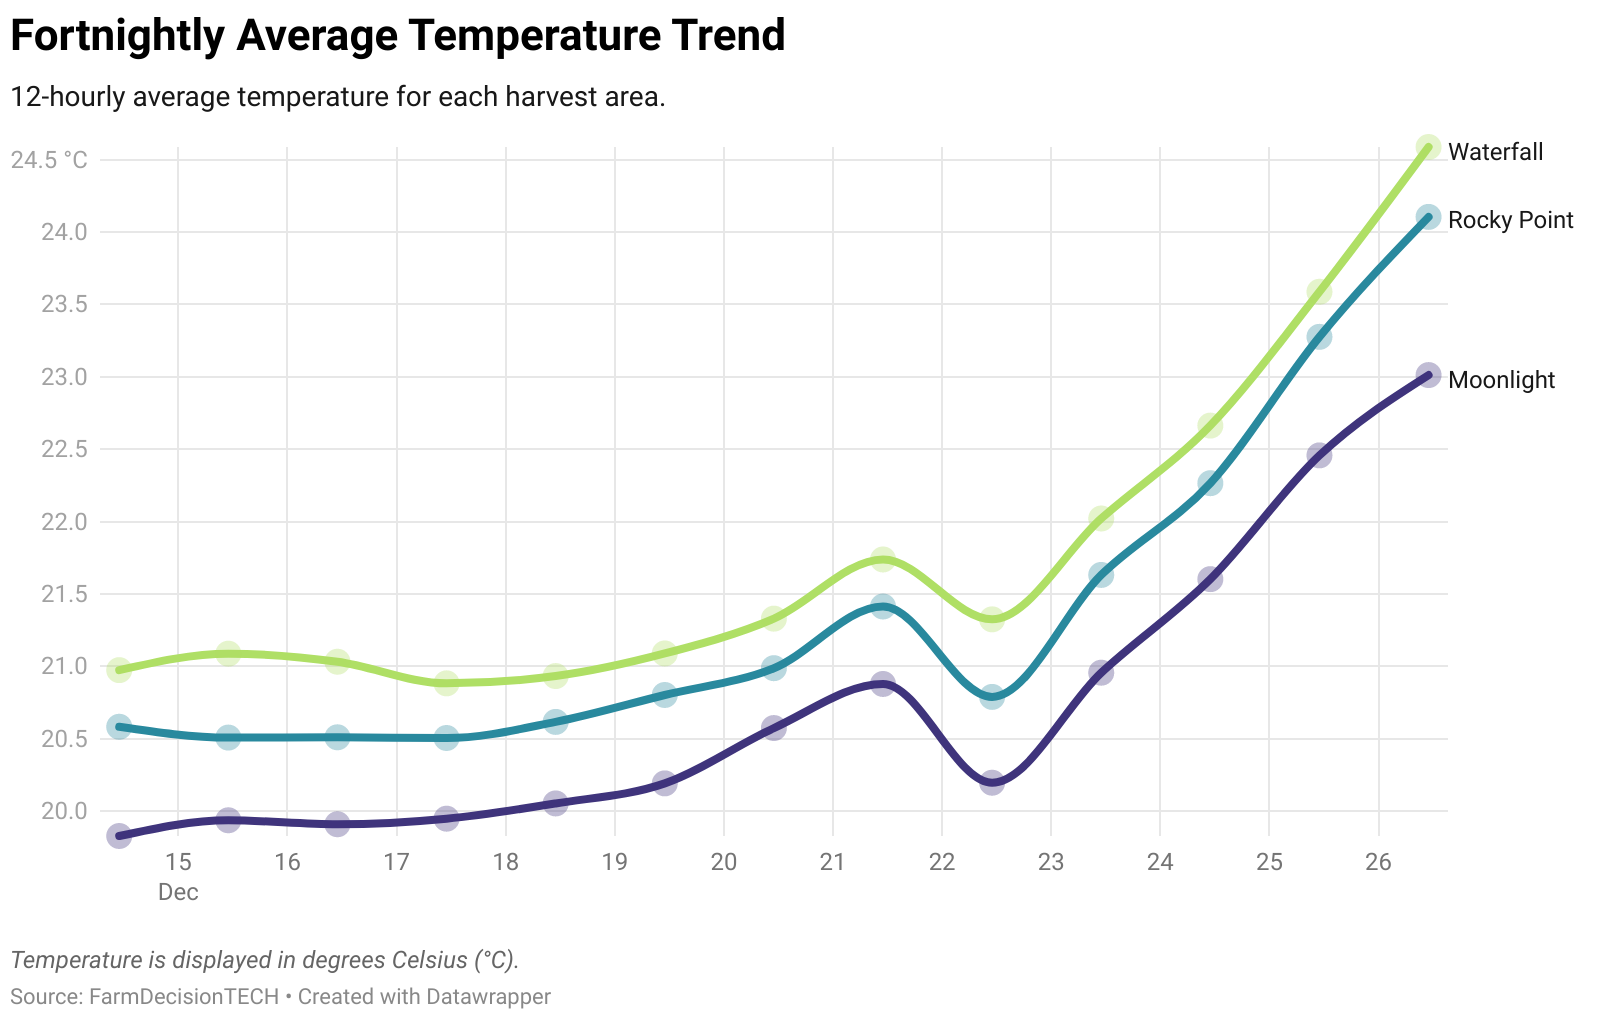 Fortnightly Average Temperature Trend
12-hourly average temperature for each harvest area.
24.5 °C
24.0
23.5
23.0
22.5
22.0
21.5
21.0
20.5
20.0
Waterfall
Rocky Point
Moonlight
15 16 17 18 19 20 21 22 23 24 25 26
Dec
Temperature is displayed in degrees Celsius (°C).
Source: FarmDecisionTECH • Created with Datawrapper